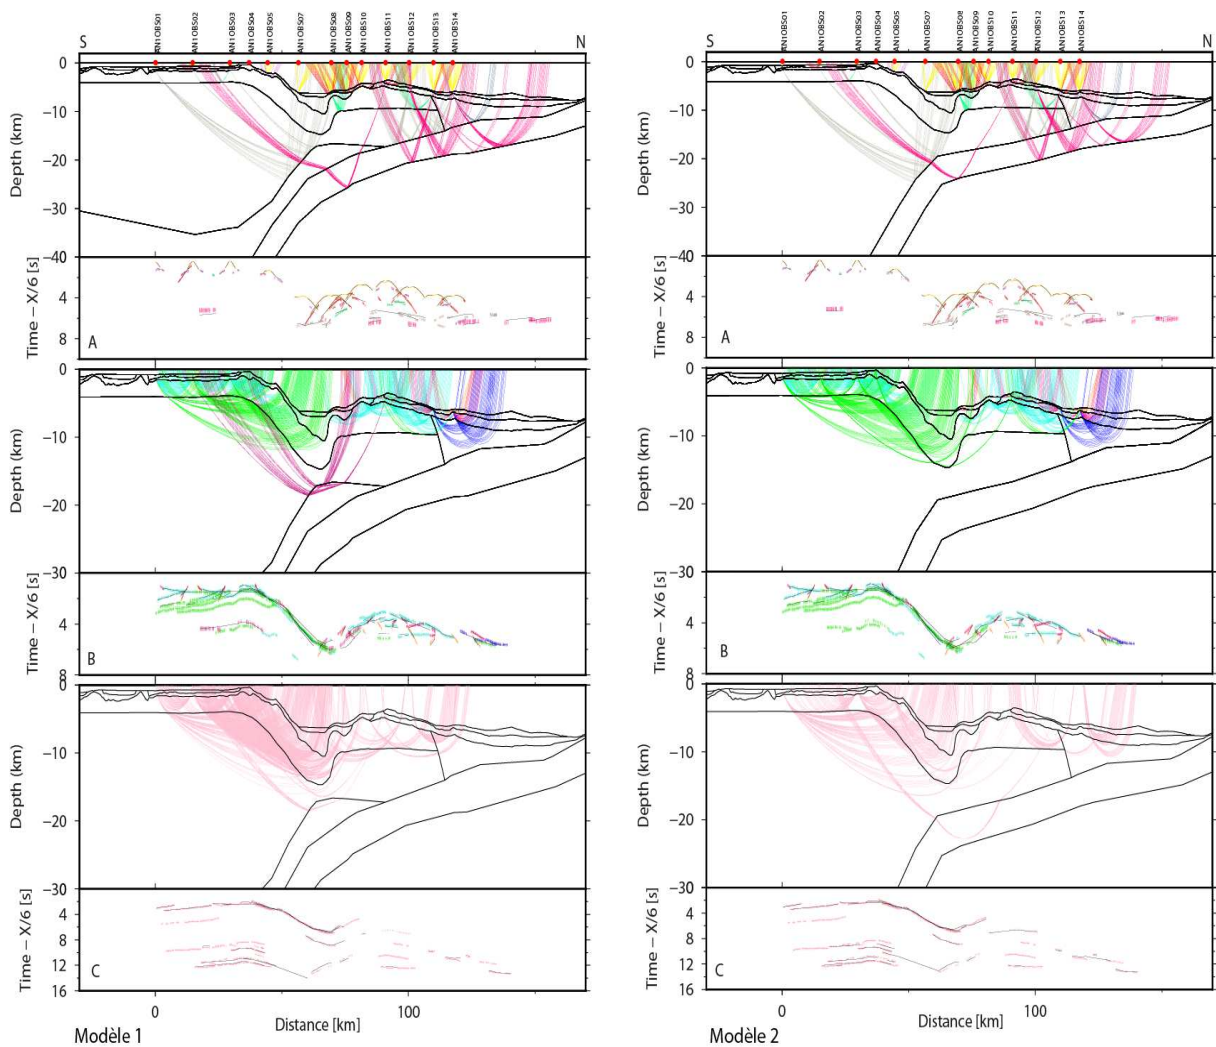 AN1OBS01 AN1OBS02 AN1OBS03 AN1OBS04 AN1OBS05 AN1OBS07 AN1OBS08 AN1OBS09 AN1OBS10 AN1OBS11 AN1OBS12 AN1OBS13 AN1OBS14
S N
0
−10
−20
−30
−40
Depth (km)
4
8
Time − X/6 [s]
A
0
−10
−20
−30
Depth (km)
4
8
Time − X/6 [s]
B
0
−10
−20
−30
Depth (km)
4
8
12
16
Time − X/6 [s]
C
0 100
Distance [km]
Modèle 1
AN1OBS01 AN1OBS02 AN1OBS03 AN1OBS04 AN1OBS05 AN1OBS07 AN1OBS08 AN1OBS09 AN1OBS10 AN1OBS11 AN1OBS12 AN1OBS13 AN1OBS14
S N
0
−10
−20
−30
−40
Depth (km)
4
8
Time − X/6 [s]
A
0
−10
−20
−30
Depth (km)
4
8
Time − X/6 [s]
B
0
−10
−20
−30
Depth (km)
4
8
12
16
Time − X/6 [s]
C
0 100
Distance [km]
Modèle 2